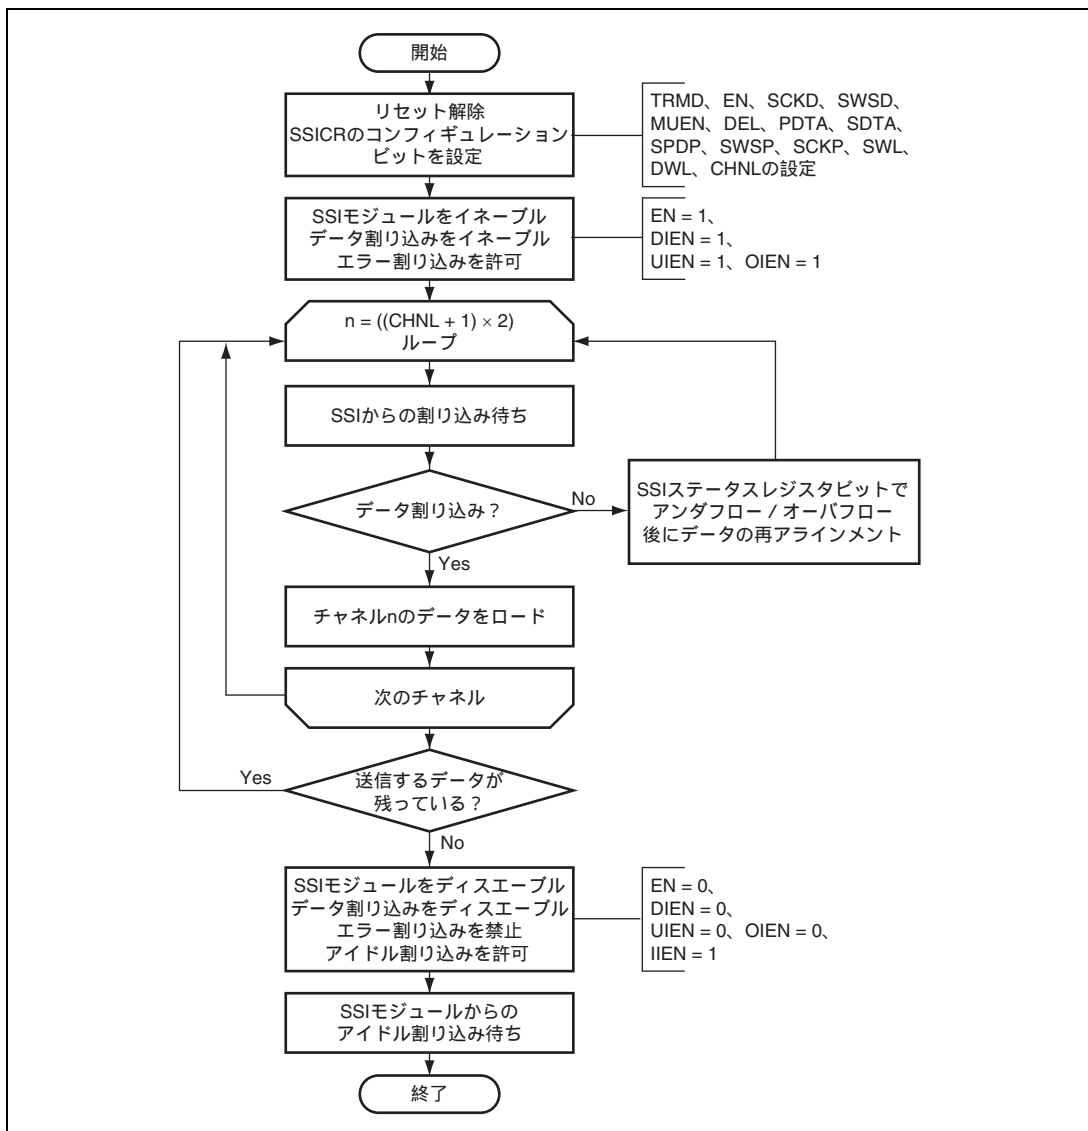 開始
リセット解除
SSICRのコンフィギュレーション
ビットを設定
TRMD、EN、SCKD、SWSD、
MUEN、DEL、PDTA、SDTA、
SPDP、SWSP、SCKP、SWL、
DWL、CHNLの設定
SSIモジュールをイネーブル
データ割り込みをイネーブル
エラー割り込みを許可
EN = 1、
DIEN = 1、
UIEN = 1、OIEN = 1
n = ((CHNL + 1) × 2)
ループ
SSIからの割り込み待ち
データ割り込み？
No
SSIステータスレジスタビットで
アンダフロー / オーバフロー
後にデータの再アラインメント
Yes
チャネルnのデータをロード
次のチャネル
Yes
送信するデータが
残っている？
No
SSIモジュールをディスエーブル
データ割り込みをディスエーブル
エラー割り込みを禁止
アイドル割り込みを許可
EN = 0、
DIEN = 0、
UIEN = 0、OIEN = 0、
IIEN = 1
SSIモジュールからの
アイドル割り込み待ち
終了